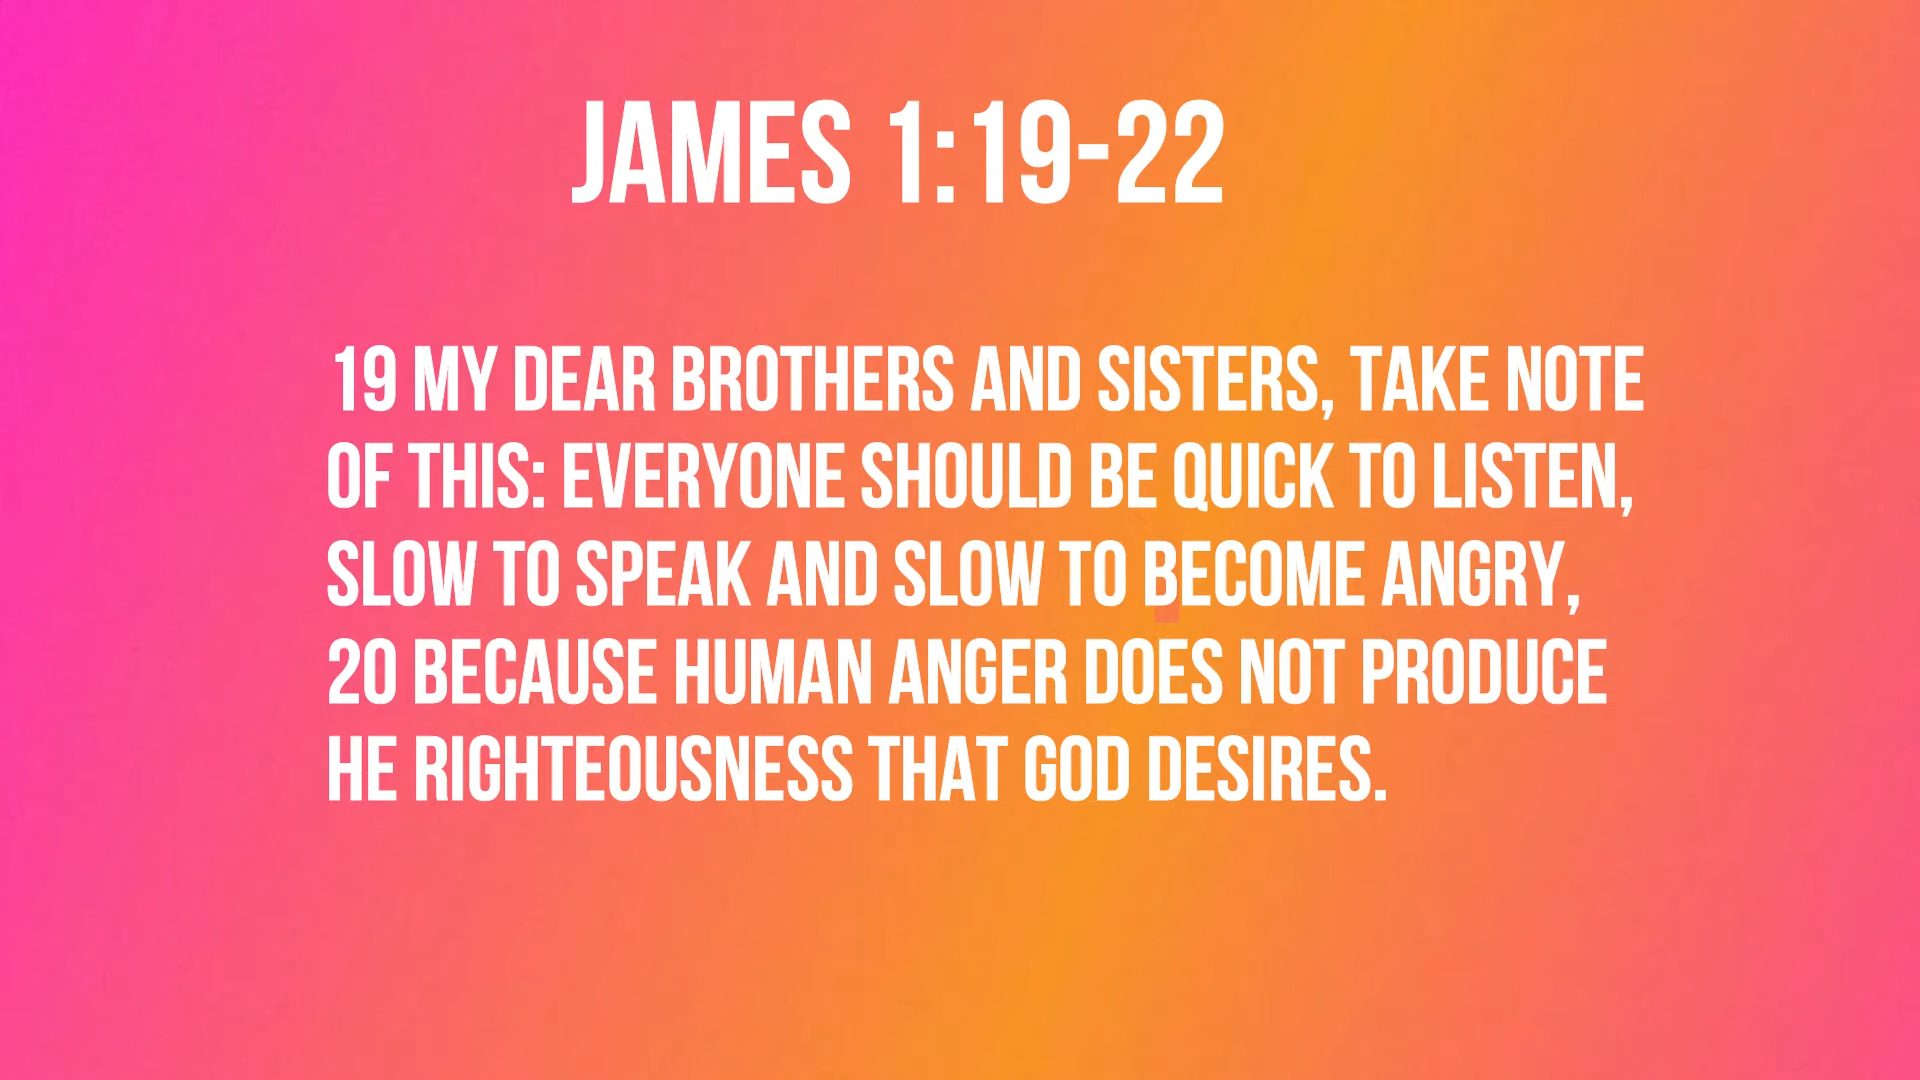 JAMES 1:19-22
19 MY DEAR BROTHERS AND SISTERS, TAKE NOTE
OF THIS: EVERYONE SHOULD BE QUICK TO LISTEN,
SLOW TO SPEAK AND SLOW TO BECOME ANGRY,
20 BECAUSE HUMAN ANGER DOES NOT PRODUCE
HE RIGHTEOUSNESS THAT GOD DESIRES.